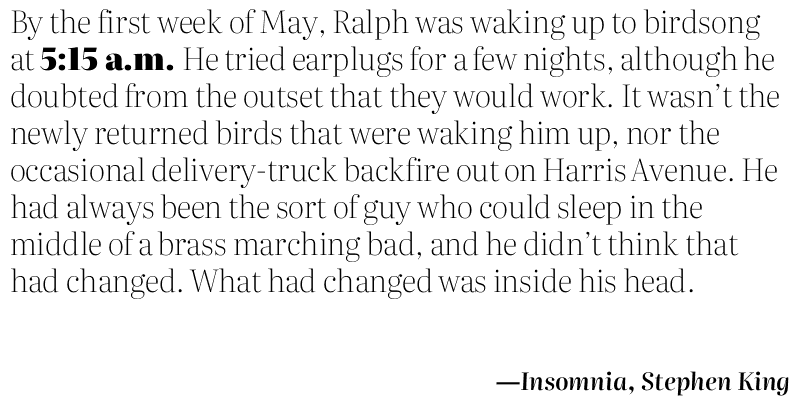 By the first week of May, Ralph was waking up to birdsong
at 5:15 a.m. He tried earplugs for a few nights, although he
doubted from the outset that they would work. It wasn't the
newly returned birds that were waking him up, nor the
occasional delivery-truck backfire out on Harris Avenue. He
had always been the sort of guy who could sleep in the
middle of a brass marching bad, and he didn't think that
had changed. What had changed was inside his head.
—Insomnia, Stephen King